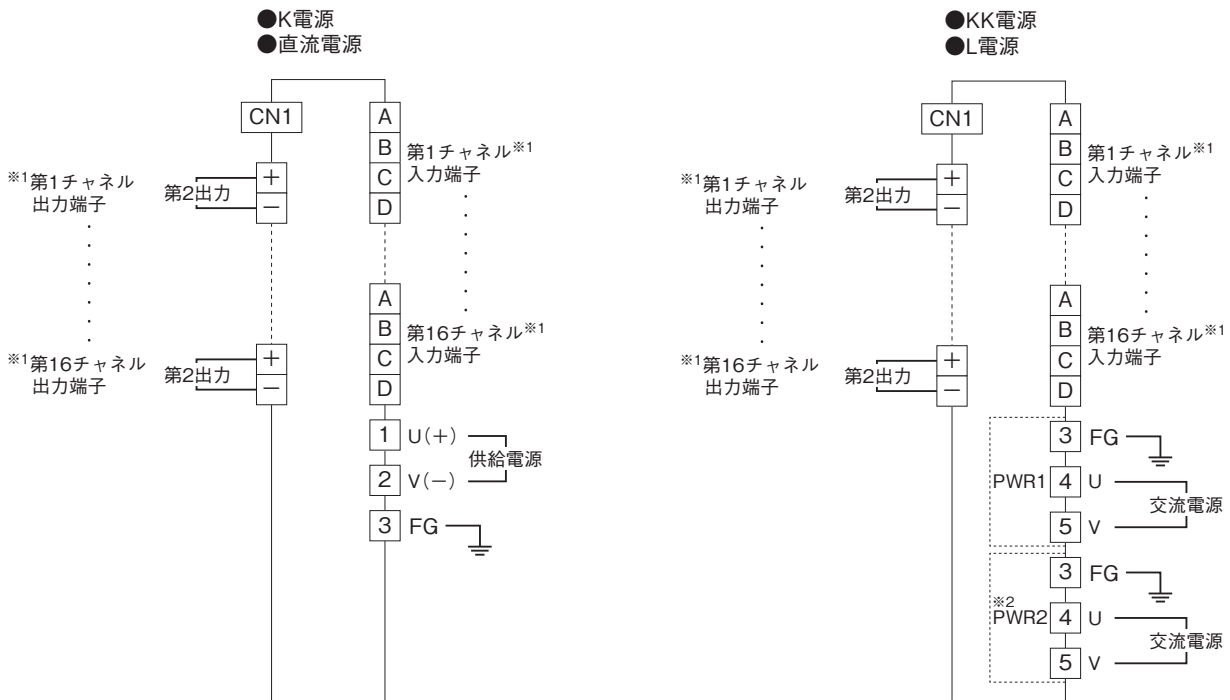 ●K電源
●直流電源
CN1
A
B
C
D
第1チャネル※1
入力端子
※1第1チャネル
出力端子
第2出力
+
−
A
B
C
D
第16チャネル※1
入力端子
※1第16チャネル
出力端子
第2出力
+
−
1 U(+)
供給電源
2 V(−)
3 FG
●KK電源
●L電源
CN1
A
B
C
D
第1チャネル※1
入力端子
※1第1チャネル
出力端子
第2出力
+
−
A
B
C
D
第16チャネル※1
入力端子
※1第16チャネル
出力端子
第2出力
+
−
3 FG
PWR1 4 U
交流電源
5 V
3 FG
※2
PWR2 4 U
交流電源
5 V